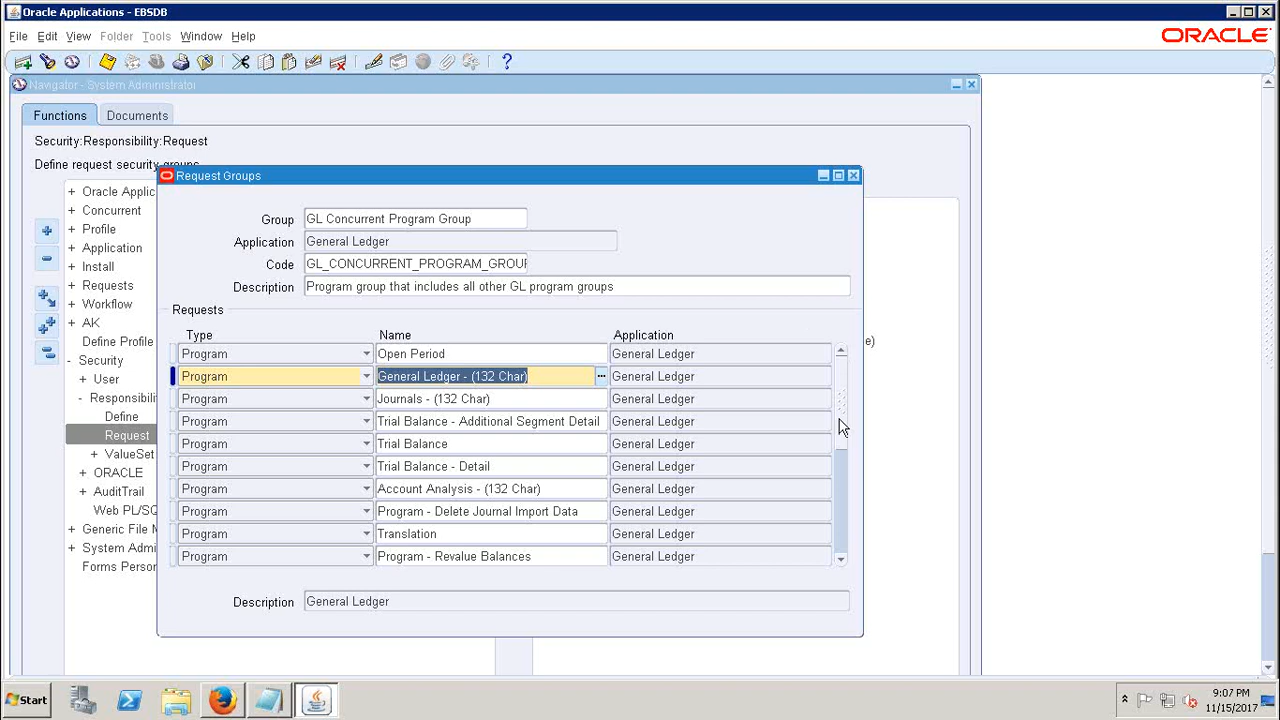 Oracle Applications - EBSDB
File Edit View Folder Tools Window Help
ORACLE
Navigator - System Administrator
Functions Documents
Security:Responsibility:Request
Define request security groups
+ Oracle Applic
+ Concurrent
+ Profile
+ Application
+ Install
+ Requests
+ Workflow
+ AK
Define Profile
- Security
+ User
- Responsibili
Define
Request
+ ValueSet
+ ORACLE
+ AuditTrail
Web PL/SQ
+ Generic File M
+ System Admi
Forms Person
e)
Request Groups
Group GL Concurrent Program Group
Application General Ledger
Code GL_CONCURRENT_PROGRAM_GROUP
Description Program group that includes all other GL program groups
Requests
Type Name Application
Program Open Period General Ledger
Program General Ledger - (132 Char) General Ledger
Program Journals - (132 Char) General Ledger
Program Trial Balance - Additional Segment Detail General Ledger
Program Trial Balance General Ledger
Program Trial Balance - Detail General Ledger
Program Account Analysis - (132 Char) General Ledger
Program Program - Delete Journal Import Data General Ledger
Program Translation General Ledger
Program Program - Revalue Balances General Ledger
Description General Ledger
Start
9:07 PM
11/15/2017